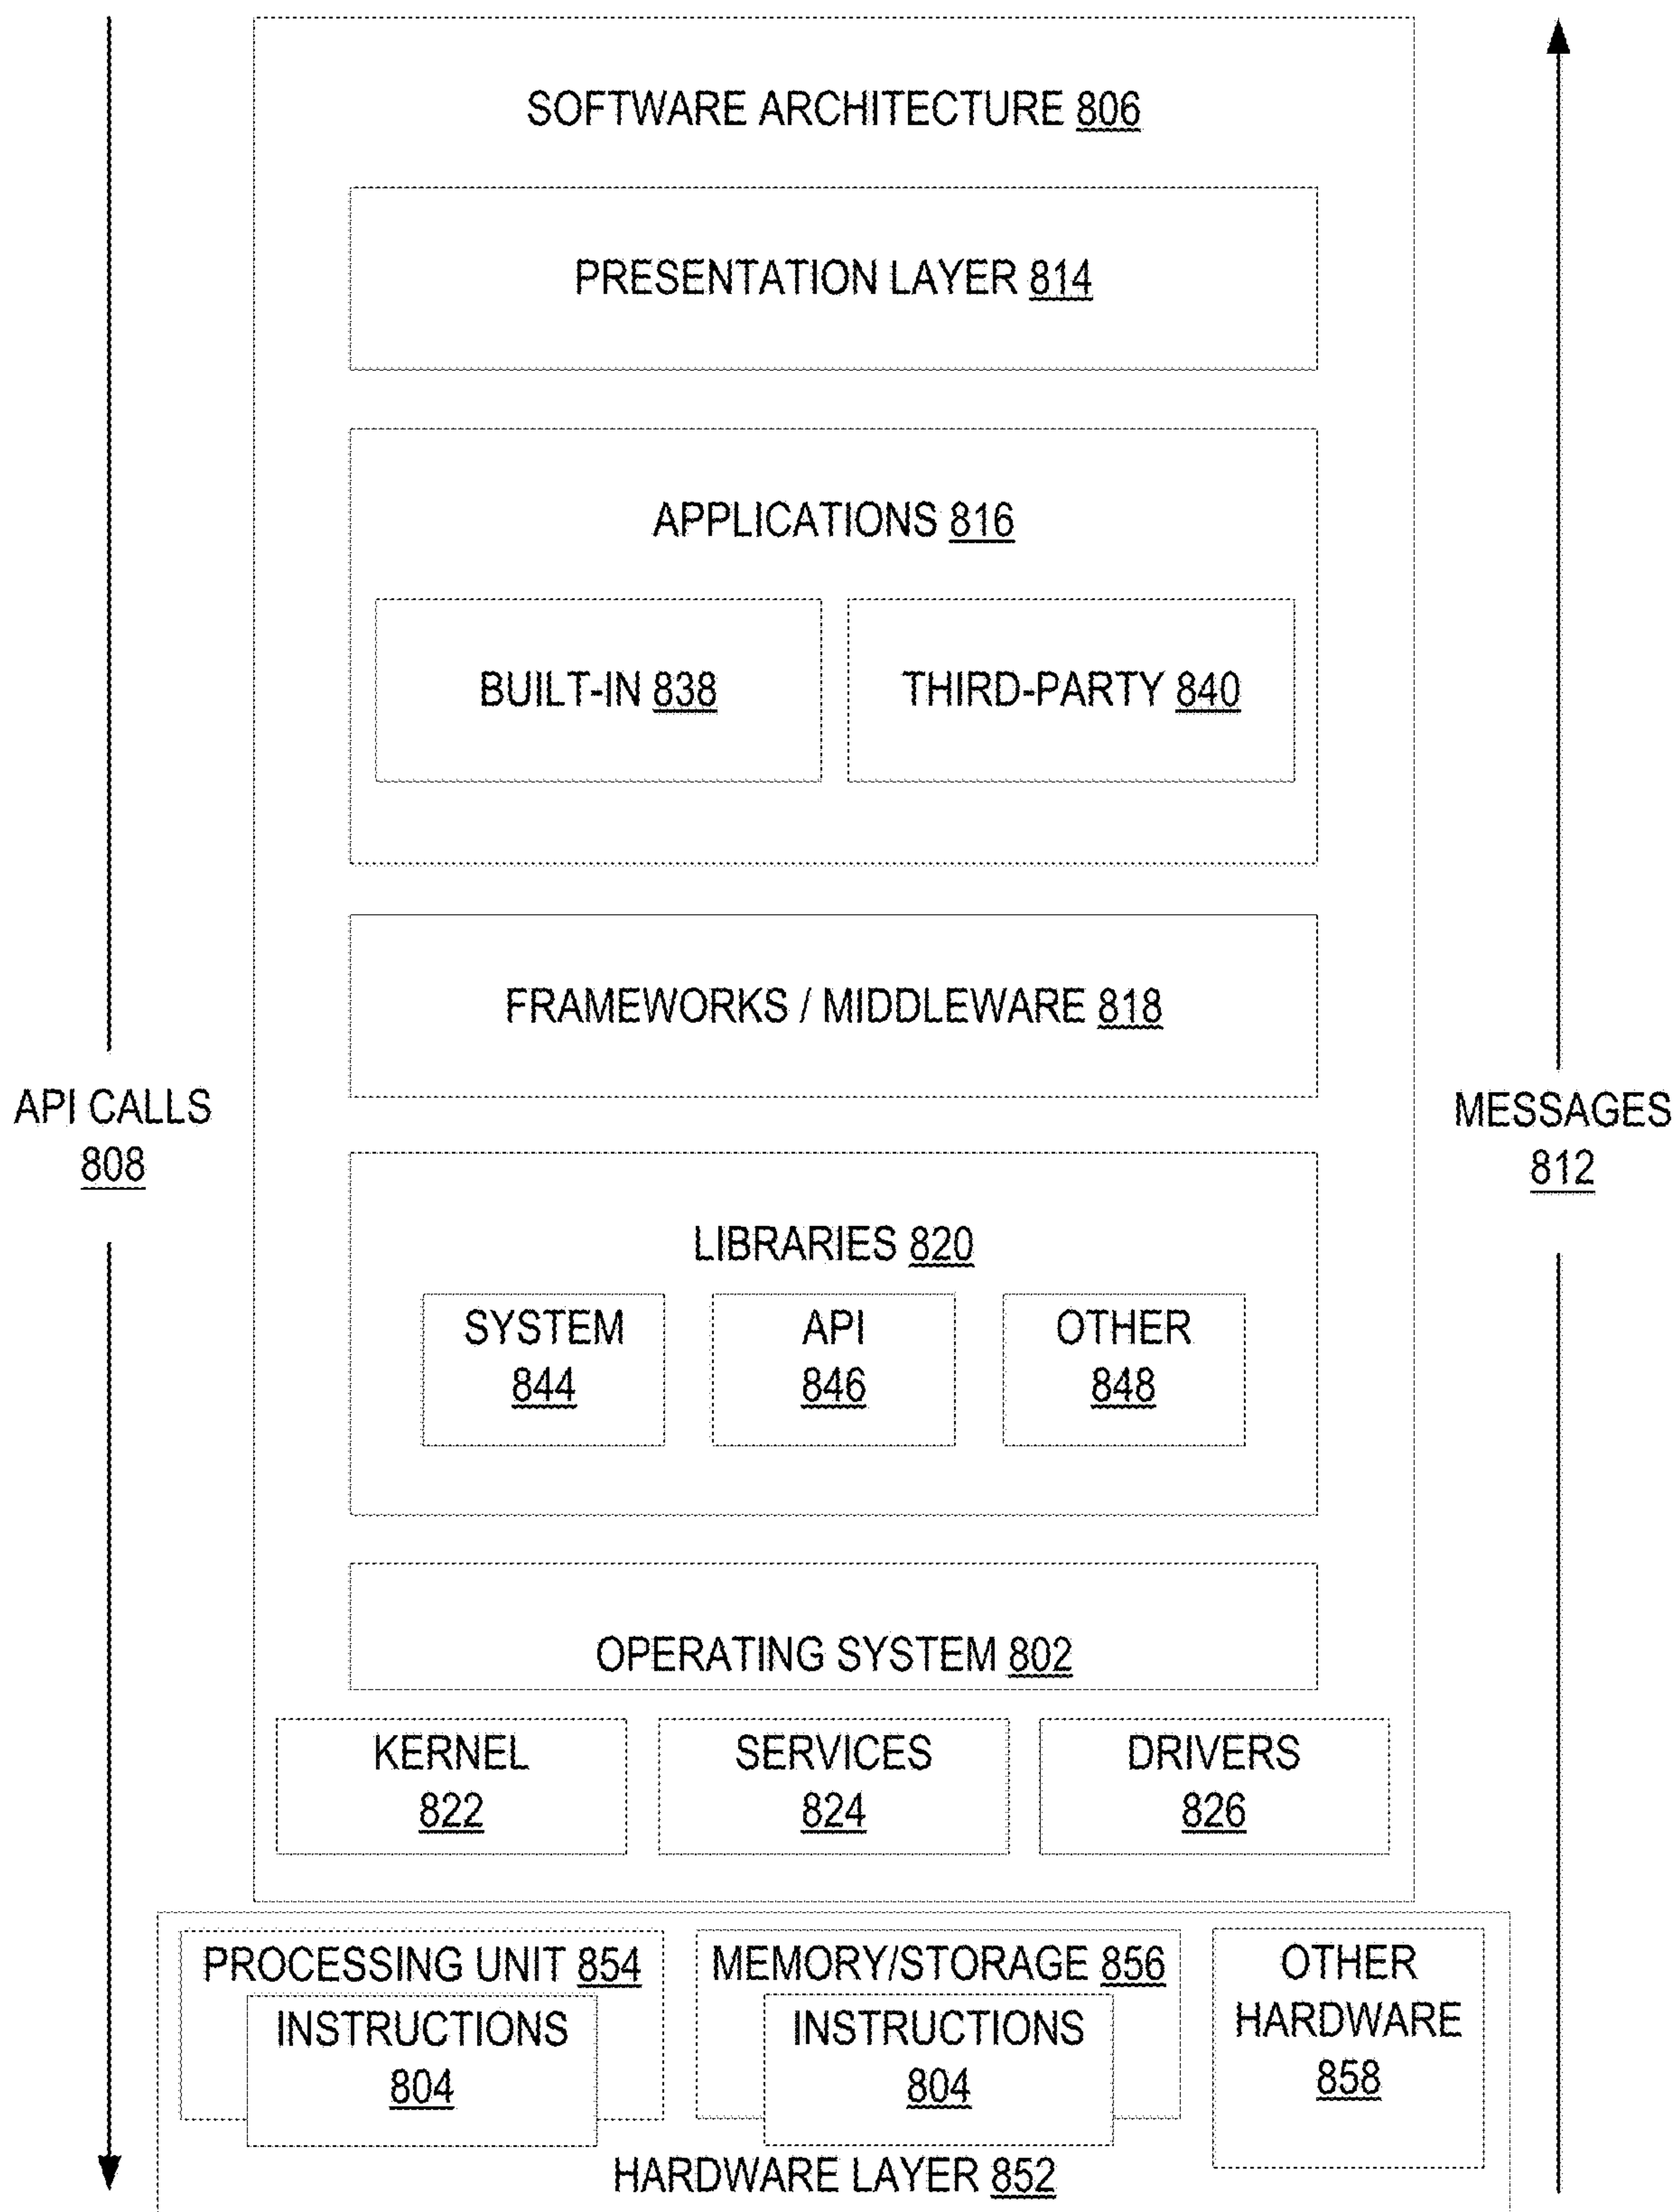 SOFTWARE ARCHITECTURE 806
PRESENTATION LAYER 814
APPLICATIONS 816
BUILT-IN 838
THIRD-PARTY 840
FRAMEWORKS / MIDDLEWARE 818
API CALLS
808
MESSAGES
812
LIBRARIES 820
SYSTEM
844
API
846
OTHER
848
OPERATING SYSTEM 802
KERNEL
822
SERVICES
824
DRIVERS
826
PROCESSING UNIT 854
INSTRUCTIONS
804
MEMORY/STORAGE 856
INSTRUCTIONS
804
OTHER
HARDWARE
858
HARDWARE LAYER 852